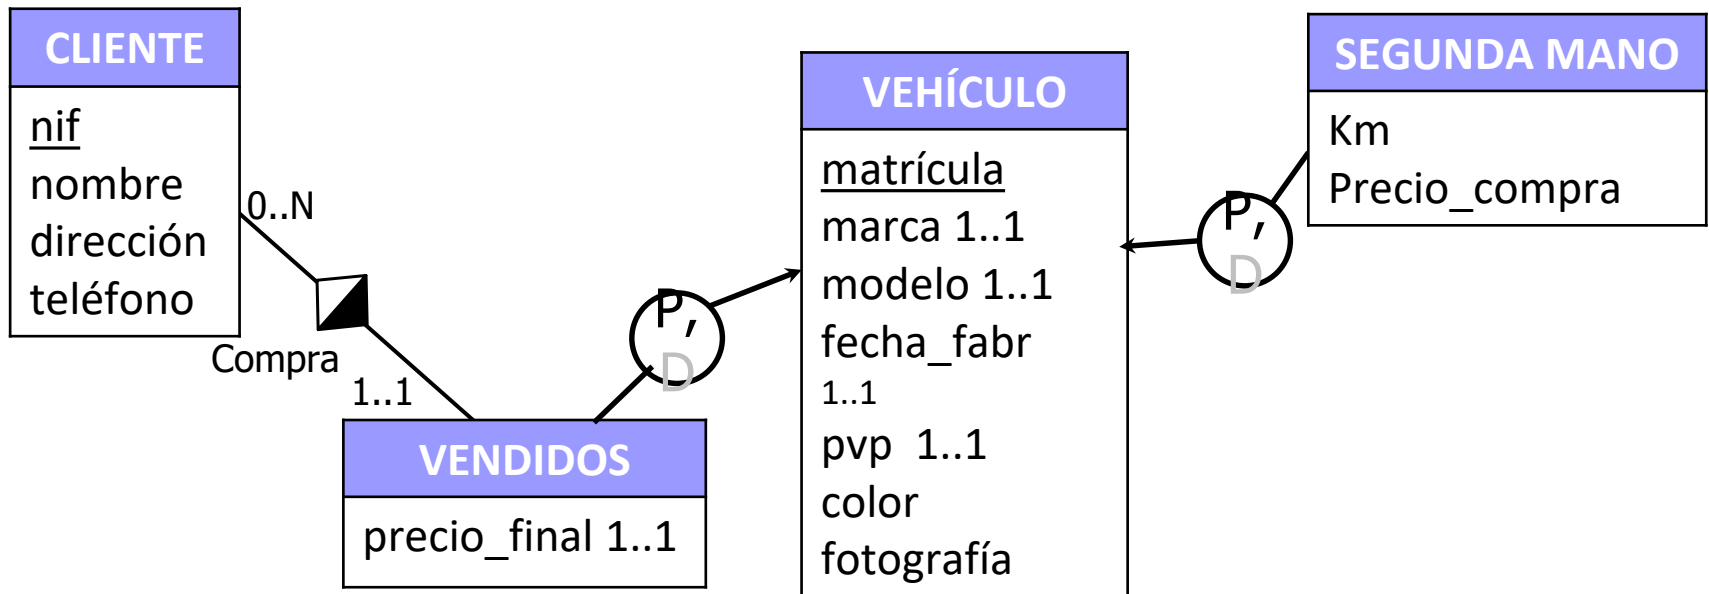 CLIENTE
nif
nombre
dirección
teléfono
0..N
Compra
1..1
VENDIDOS
precio_final 1..1
P,
D
VEHÍCULO
matrícula
marca 1..1
modelo 1..1
fecha_fabr
1..1
pvp 1..1
color
fotografía
P,
D
SEGUNDA MANO
Km
Precio_compra